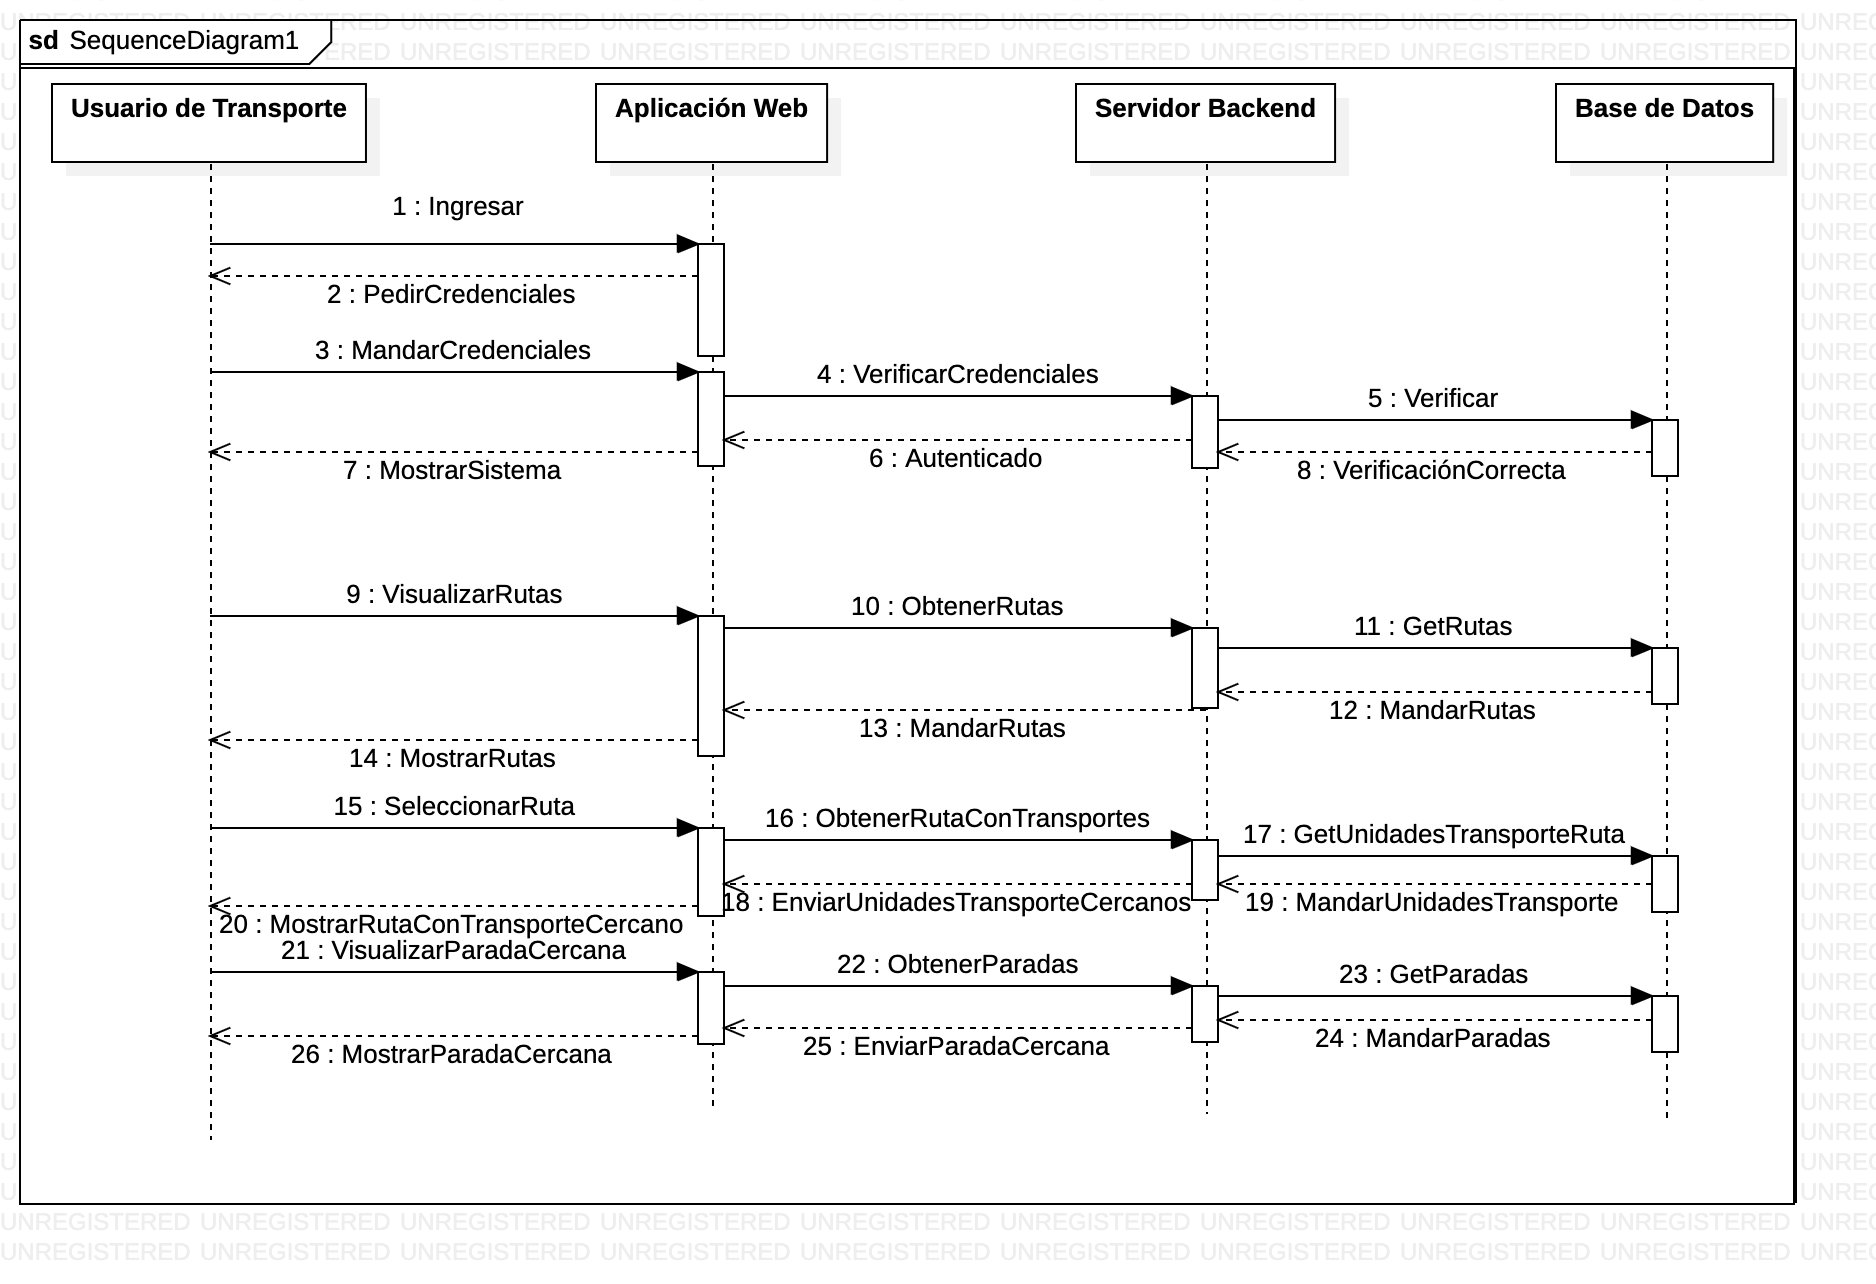 sd SequenceDiagram1
Usuario de Transporte
Aplicación Web
Servidor Backend
Base de Datos
1 : Ingresar
2 : PedirCredenciales
3 : MandarCredenciales
4 : VerificarCredenciales
5 : Verificar
6 : Autenticado
7 : MostrarSistema
8 : VerificaciónCorrecta
9 : VisualizarRutas
10 : ObtenerRutas
11 : GetRutas
12 : MandarRutas
13 : MandarRutas
14 : MostrarRutas
15 : SeleccionarRuta
16 : ObtenerRutaConTransportes
17 : GetUnidadesTransporteRuta
18 : EnviarUnidadesTransporteCercanos
19 : MandarUnidadesTransporte
20 : MostrarRutaConTransporteCercano
21 : VisualizarParadaCercana
22 : ObtenerParadas
23 : GetParadas
24 : MandarParadas
25 : EnviarParadaCercana
26 : MostrarParadaCercana
UNREGISTERED UNREGISTERED UNREGISTERED UNREGISTERED UNREGISTERED UNREGISTERED UNREGISTERED UNREGISTERED UNREGISTERED
UNREGISTERED UNREGISTERED UNREGISTERED UNREGISTERED UNREGISTERED UNREGISTERED UNREGISTERED UNREGISTERED UNREGISTERED